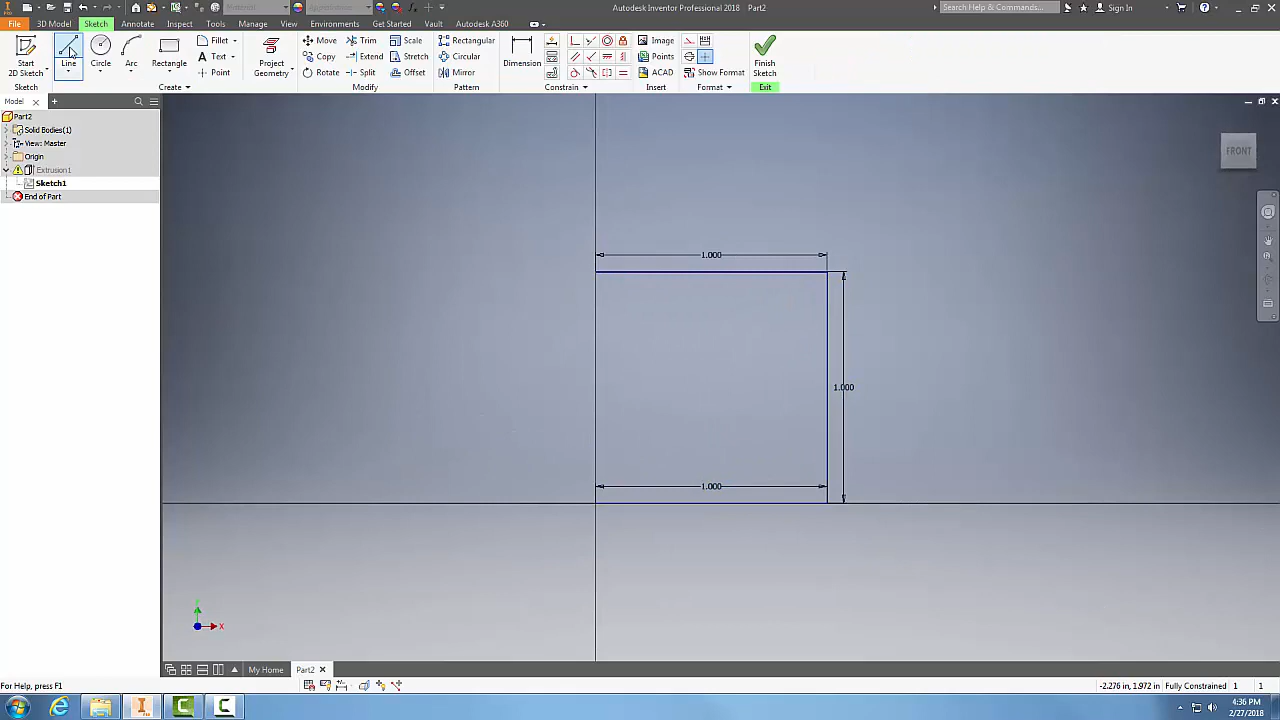 Autodesk Inventor Professional 2018 Part2
Search Help & Commands...
Sign In
File 3D Model Sketch Annotate Inspect Tools Manage View Environments Get Started Vault Autodesk A360
Start 2D Sketch
Line
Circle
Arc
Rectangle
Fillet
Text
Point
Project Geometry
Move
Copy
Rotate
Trim
Extend
Split
Scale
Stretch
Offset
Rectangular
Circular
Mirror
Dimension
Image
Points
ACAD
Show Format
Finish Sketch
Sketch Create Modify Pattern Constrain Insert Format Exit
Model
Part2
Solid Bodies(1)
View: Master
Origin
Extrusion1
Sketch1
End of Part
FRONT
1.000
1.000
1.000
X
My Home Part2
For Help, press F1
-2.276 in, 1.972 in Fully Constrained 1 1
4:36 PM
2/27/2018